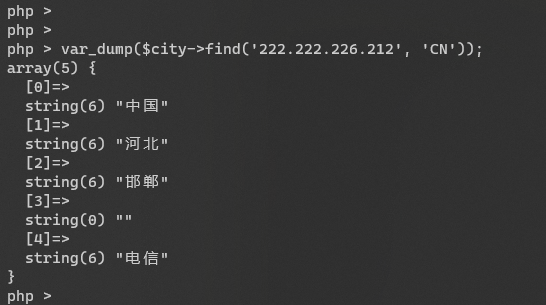 php >
php >
php > var_dump($city->find('222.222.226.212', 'CN'));
array(5) {
  [0]=>
  string(6) "中国"
  [1]=>
  string(6) "河北"
  [2]=>
  string(6) "邯郸"
  [3]=>
  string(0) ""
  [4]=>
  string(6) "电信"
}
php >